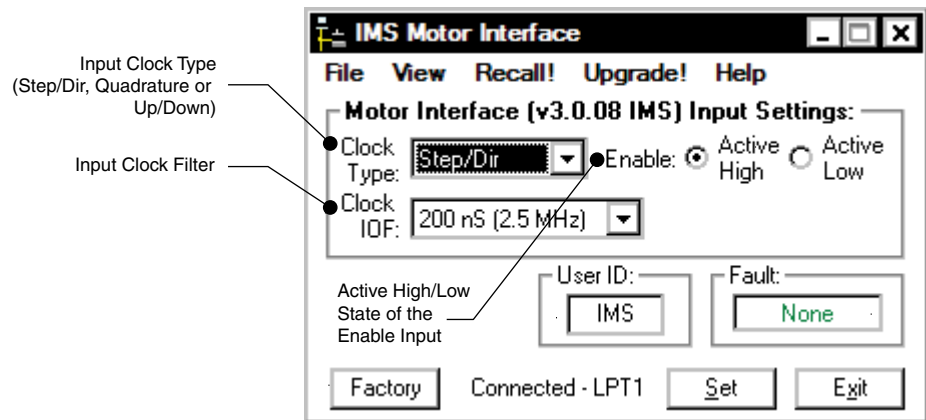 IMS Motor Interface
File View Recall! Upgrade! Help
Motor Interface (v3.0.08 IMS) Input Settings:
Input Clock Type
(Step/Dir, Quadrature or
Up/Down)
Clock
Type:
Step/Dir
Enable:
Active
High
Active
Low
Input Clock Filter
Clock
IOF:
200 nS (2.5 MHz)
Active High/Low
State of the
Enable Input
User ID:
IMS
Fault:
None
Factory
Connected - LPT1
Set
Exit